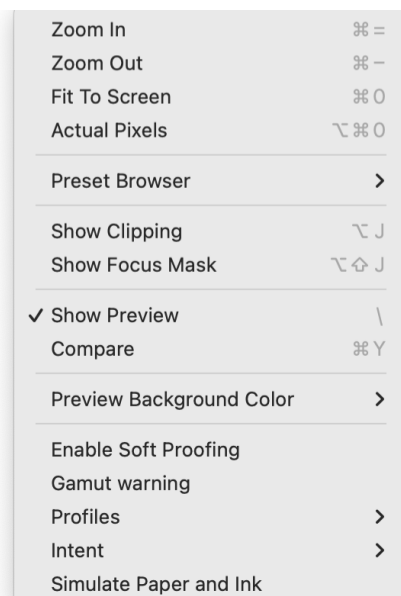 Zoom In ⌘ =
Zoom Out ⌘ −
Fit To Screen ⌘ 0
Actual Pixels ⌥ ⌘ 0
Preset Browser >
Show Clipping ⌥ J
Show Focus Mask ⌥ ⇧ J
✓ Show Preview \
Compare ⌘ Y
Preview Background Color >
Enable Soft Proofing
Gamut warning
Profiles >
Intent >
Simulate Paper and Ink